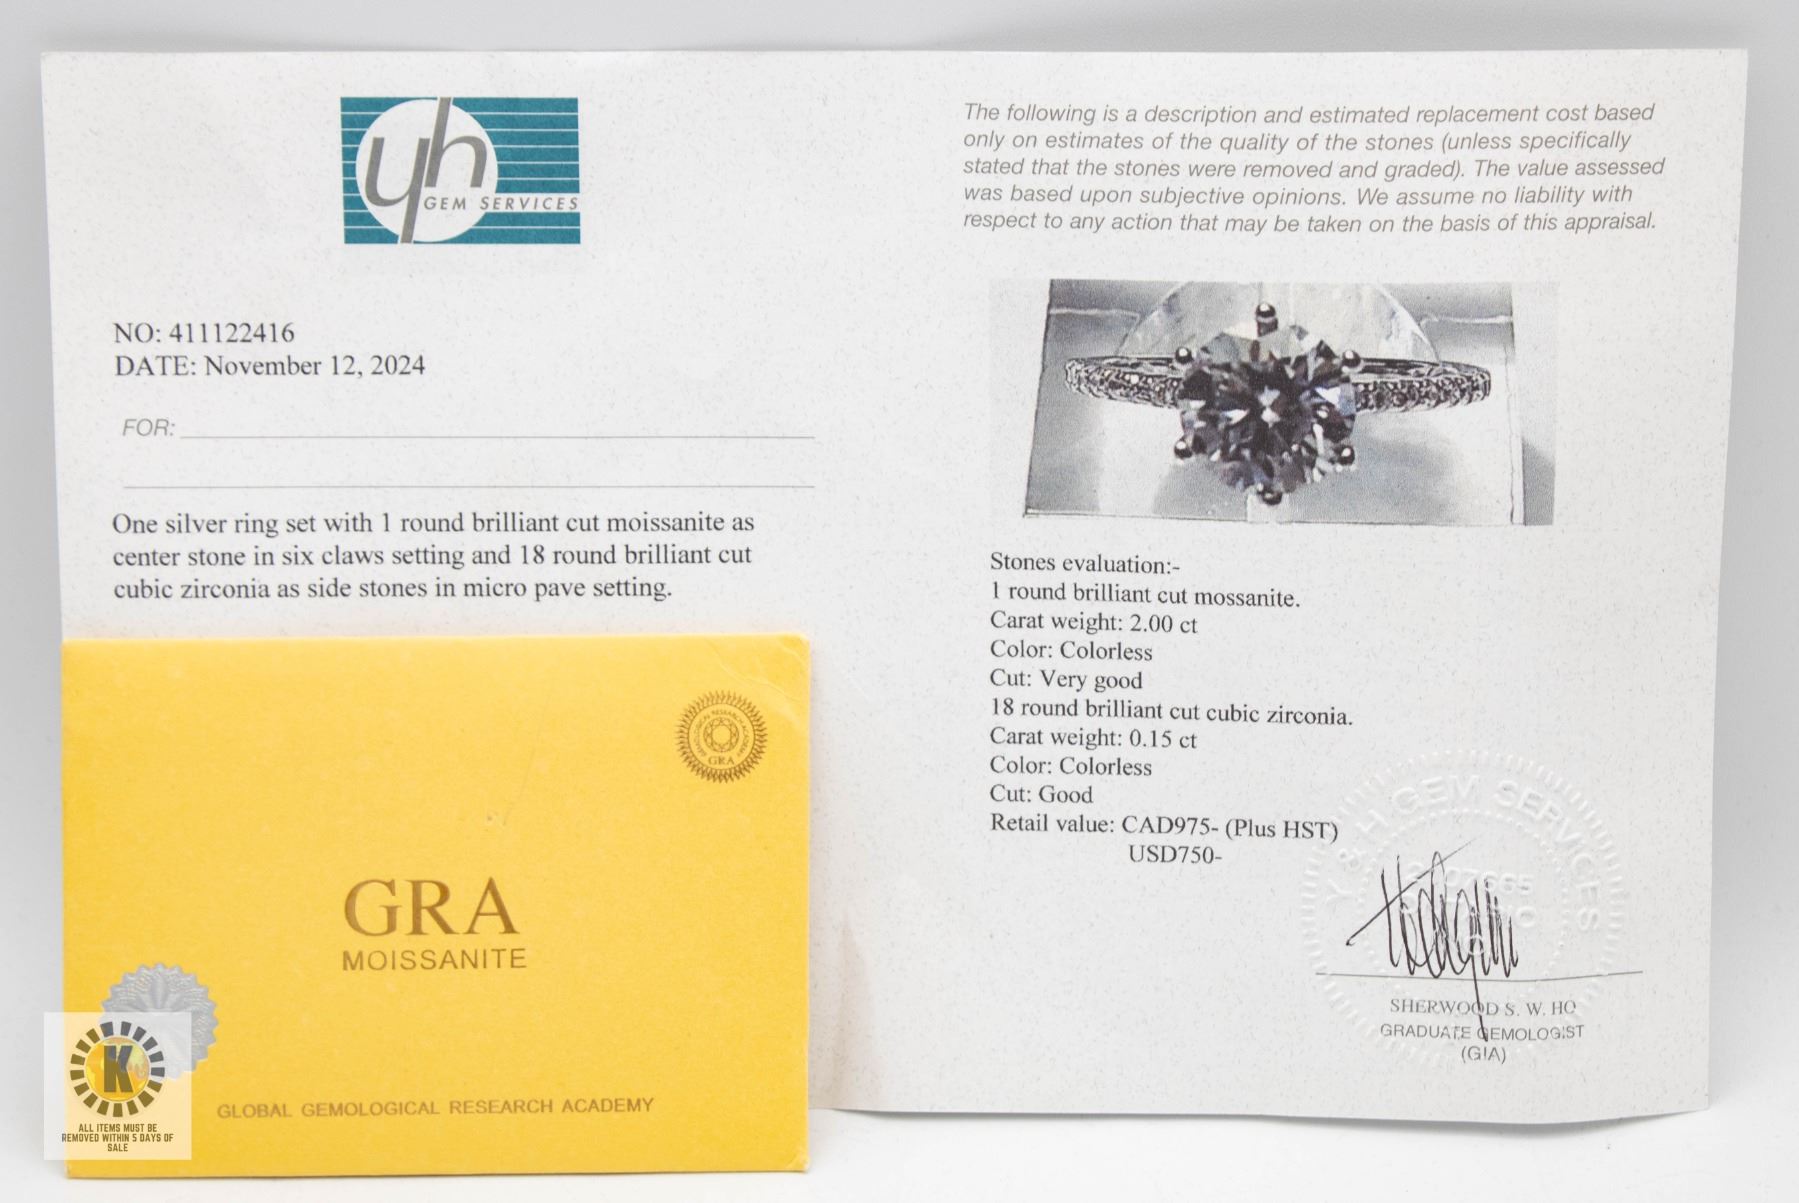 yh
GEM SERVICES
NO: 411122416
DATE: November 12, 2024
FOR:
One silver ring set with 1 round brilliant cut moissanite as
center stone in six claws setting and 18 round brilliant cut
cubic zirconia as side stones in micro pave setting.
The following is a description and estimated replacement cost based
only on estimates of the quality of the stones (unless specifically
stated that the stones were removed and graded). The value assessed
was based upon subjective opinions. We assume no liability with
respect to any action that may be taken on the basis of this appraisal.
Stones evaluation:-
1 round brilliant cut mossanite.
Carat weight: 2.00 ct
Color: Colorless
Cut: Very good
18 round brilliant cut cubic zirconia.
Carat weight: 0.15 ct
Color: Colorless
Cut: Good
Retail value: CAD975- (Plus HST)
USD750-
Y & H GEM SERVICES
SHERWOOD S. W. HO
GRADUATE GEMOLOGIST
(GIA)
GEMOLOGICAL RESEARCH ACADEMY
GRA
GRA
MOISSANITE
GLOBAL GEMOLOGICAL RESEARCH ACADEMY
K
ALL ITEMS MUST BE
REMOVED WITHIN 5 DAYS OF
SALE